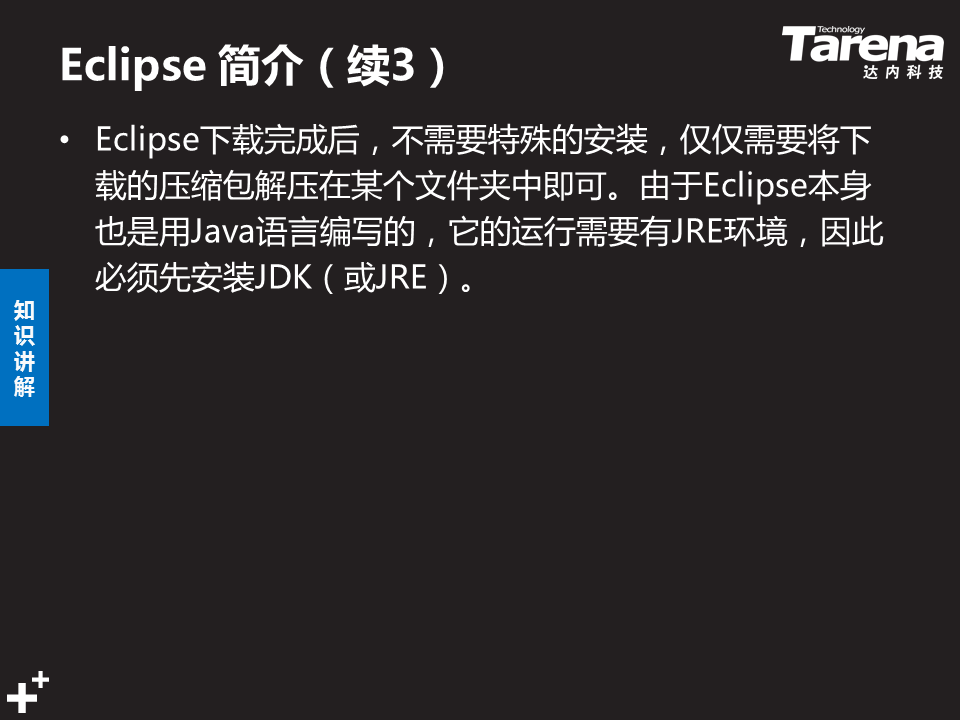 Eclipse 简介（续3）
Technology
Tarena
达内科技
• Eclipse下载完成后，不需要特殊的安装，仅仅需要将下
载的压缩包解压在某个文件夹中即可。由于Eclipse本身
也是用Java语言编写的，它的运行需要有JRE环境，因此
必须先安装JDK（或JRE）。
知
识
讲
解